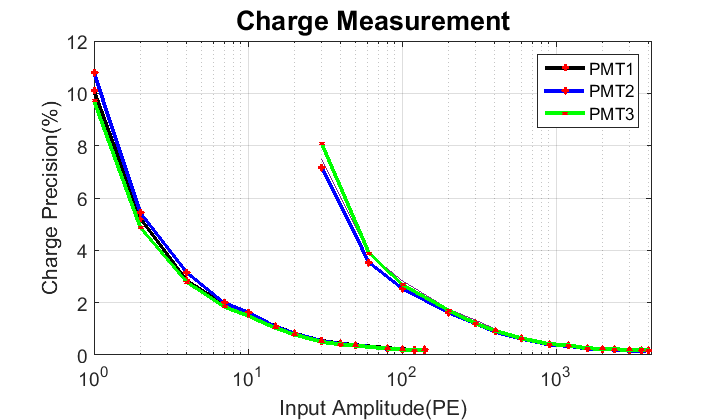 Charge Measurement
12
10
8
6
4
2
0
Charge Precision(%)
PMT1
PMT2
PMT3
10^0 10^1 10^2 10^3
Input Amplitude(PE)